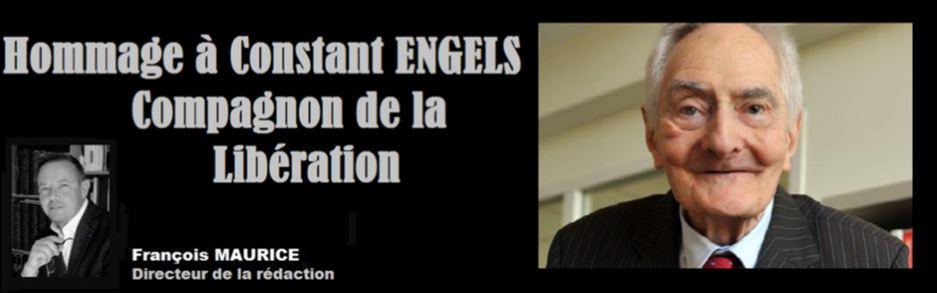 Hommage à Constant ENGELS
Compagnon de la
Libération
François MAURICE
Directeur de la rédaction